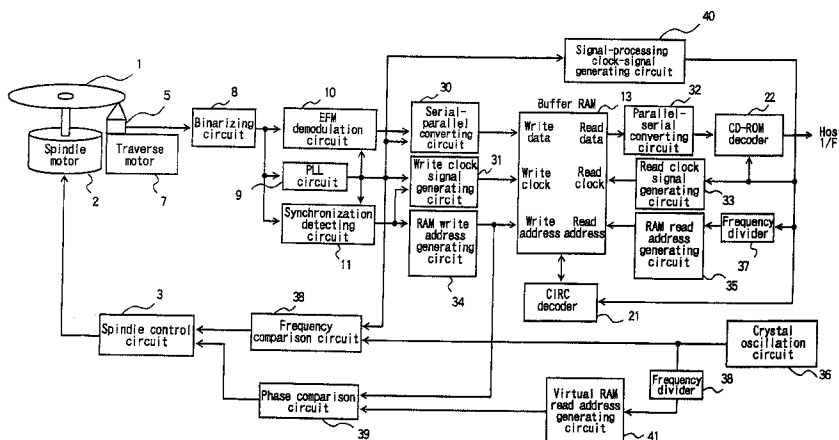 40
Signal-processing
clock-signal
generating circuit
1
5
8
Binarizing
circuit
10
EFM
demodulation circuit
30
Serial-
parallel
converting
circuit
Buffer RAM
13
Write
data
Read
data
Write
clock
Read
clock
Write
address
Read
address
32
Parallel-
serial
converting
circuit
22
CD-ROM
decoder
Host
1/F
Spindle
motor
2
Traverse
motor
7
9
PLL
circuit
31
Write clock
signal
generating
circuit
Read clock
signal
generating
circuit
33
Synchronization
detecting
circuit
11
RAM write
address
generating
circuit
34
RAM read
address
generating
circuit
35
Frequency
divider
37
CIRC
decoder
21
3
Spindle control
circuit
38
Frequency
comparison circuit
Crystal
oscillation
circuit
36
Frequency
divider
38
Phase comparison
circuit
39
Virtual RAM
read address
generating
circuit
41